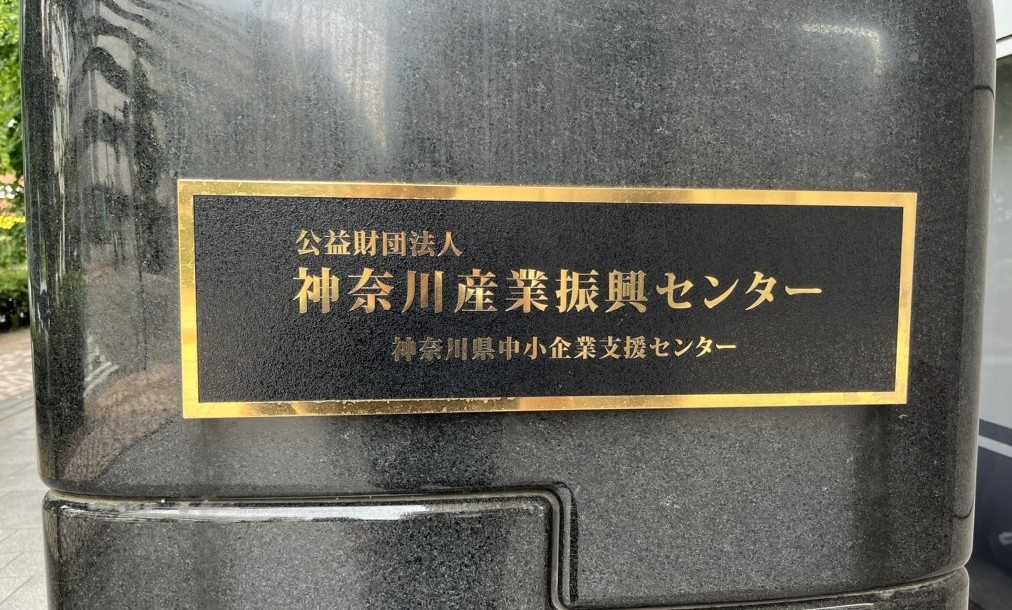 公益財団法人
神奈川産業振興センター
神奈川県中小企業支援センター